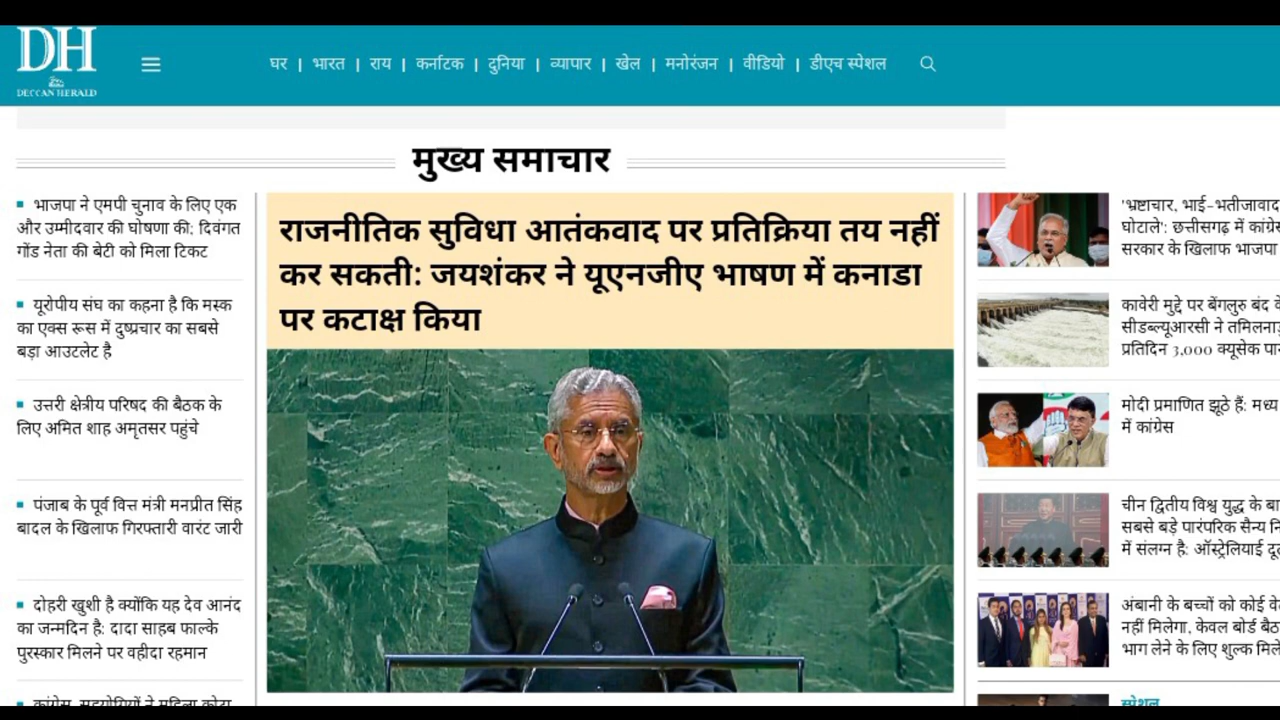 DH
DECCAN HERALD
घर | भारत | राय | कर्नाटक | दुनिया | व्यापार | खेल | मनोरंजन | वीडियो | डीएच स्पेशल
मुख्य समाचार
भाजपा ने एमपी चुनाव के लिए एक
और उम्मीदवार की घोषणा की; दिवंगत
गोंड नेता की बेटी को मिला टिकट
यूरोपीय संघ का कहना है कि मस्क
का एक्स रूस में दुष्प्रचार का सबसे
बड़ा आउटलेट है
उत्तरी क्षेत्रीय परिषद की बैठक के
लिए अमित शाह अमृतसर पहुंचे
पंजाब के पूर्व वित्त मंत्री मनप्रीत सिंह
बादल के खिलाफ गिरफ्तारी वारंट जारी
दोहरी खुशी है क्योंकि यह देव आनंद
का जन्मदिन है: दादा साहब फाल्के
पुरस्कार मिलने पर वहीदा रहमान
राजनीतिक सुविधा आतंकवाद पर प्रतिक्रिया तय नहीं
कर सकती: जयशंकर ने यूएनजीए भाषण में कनाडा
पर कटाक्ष किया
'भ्रष्टाचार, भाई-भतीजावाद
घोटाले': छत्तीसगढ़ में कांग्रेस
सरकार के खिलाफ भाजपा
कावेरी मुद्दे पर बेंगलुरु बंद
सीडब्ल्यूआरसी ने तमिलनाडु
प्रतिदिन 3,000 क्यूसेक
मोदी प्रमाणित झूठे हैं: मध्य
में कांग्रेस
चीन द्वितीय विश्व युद्ध के
सबसे बड़े पारंपरिक सैन्य
में संलग्न है: ऑस्ट्रेलियाई
अंबानी के बच्चों को कोई
नहीं मिलेगा, केवल बोर्ड
भाग लेने के लिए शुल्क